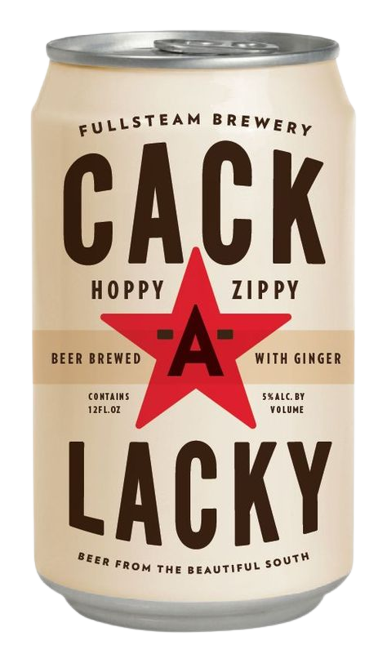 FULLSTEAM BREWERY
CACK
HOPPY ZIPPY
-A-
BEER BREWED WITH GINGER
CONTAINS 5% ALC. BY
12FL.OZ VOLUME
LACKY
BEER FROM THE BEAUTIFUL SOUTH